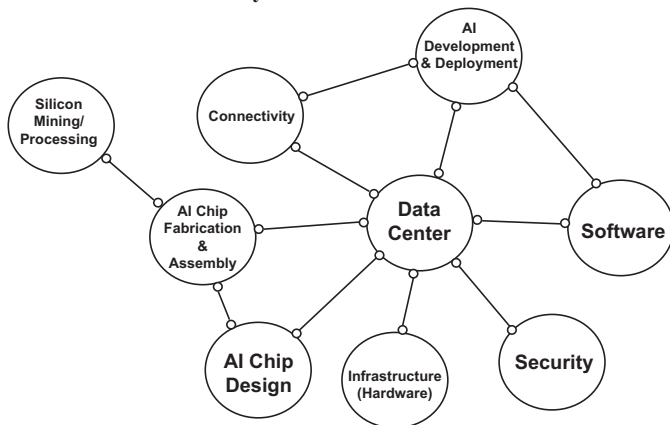 AI
Development
& Deployment
Silicon
Mining/
Processing
Connectivity
AI Chip
Fabrication
&
Assembly
Data
Center
Software
AI Chip
Design
Infrastructure
(Hardware)
Security